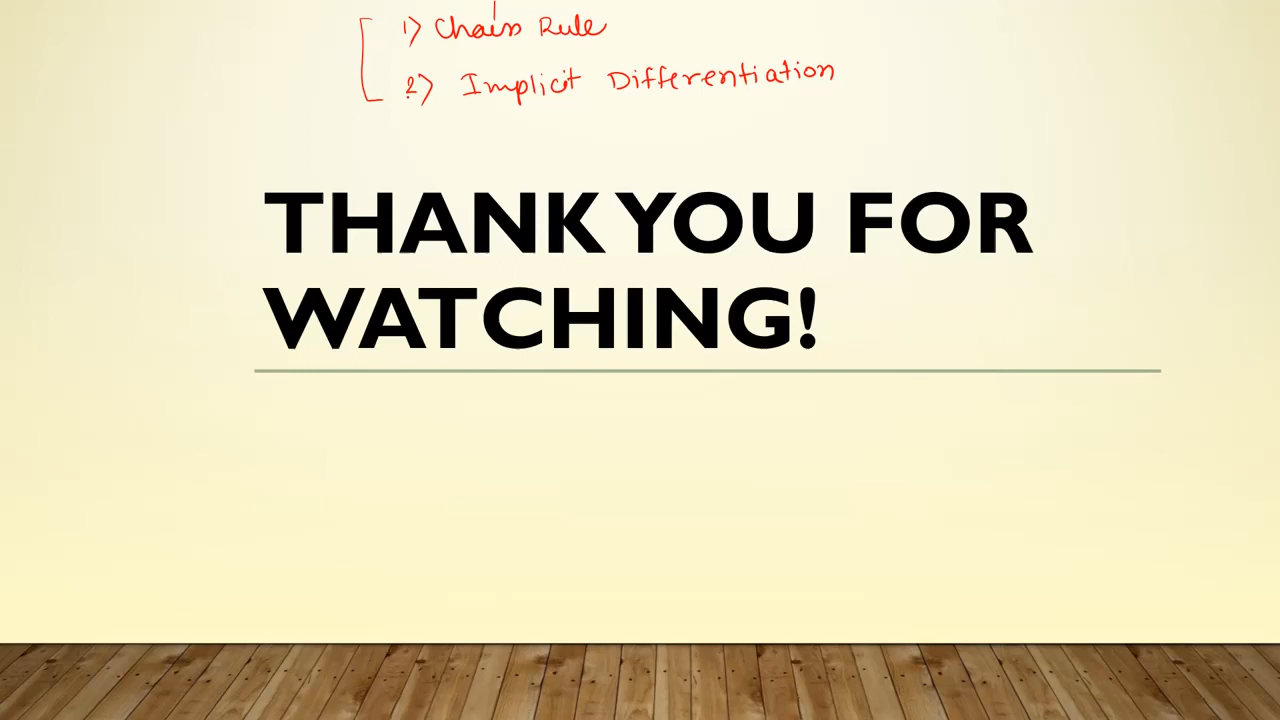 1) Chain Rule
2) Implicit Differentiation
THANK YOU FOR
WATCHING!